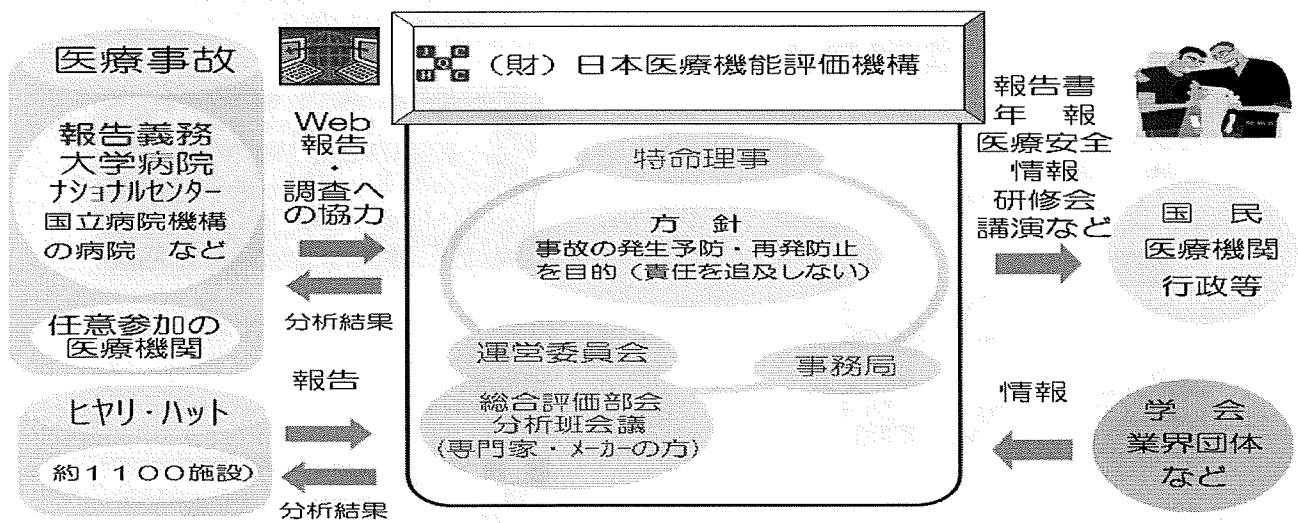 医療事故
報告義務
大学病院
ナショナルセンター
国立病院機構
の病院 など
任意参加の
医療機関
ヒヤリ・ハット
約1100施設)
Web
報告
・
調査へ
の協力
分析結果
報告
分析結果
J C
Q
H C
(財)日本医療機能評価機構
特命理事
方 針
事故の発生予防・再発防止
を目的(責任を追及しない)
運営委員会
事務局
総合評価部会
分析班会議
(専門家・メーカーの方)
報告書
年 報
医療安全
情報
研修会
講演など
国 民
医療機関
行政等
情報
学 会
業界団体
など